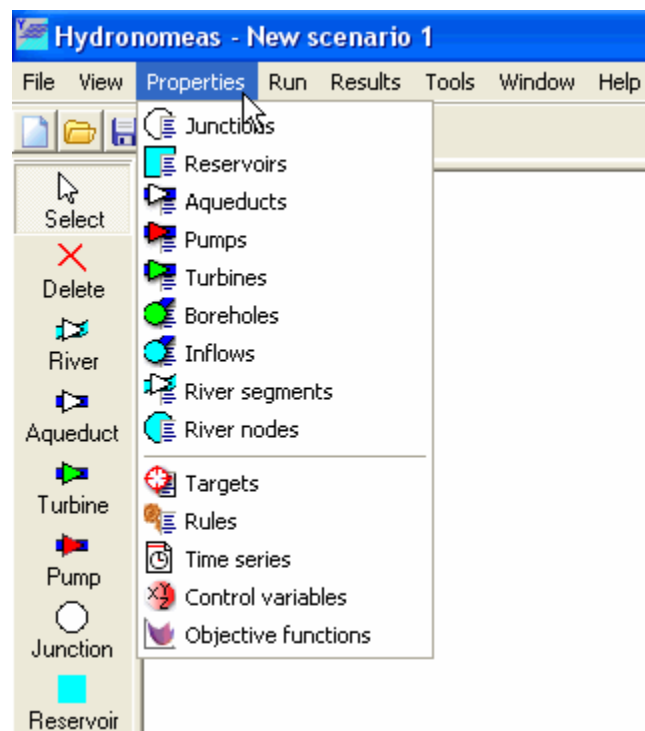 Hydronomeas - New scenario 1
File View Properties Run Results Tools Window Help
Junctions
Reservoirs
Aqueducts
Pumps
Turbines
Boreholes
Inflows
River segments
River nodes
Targets
Rules
Time series
Control variables
Objective functions
Select
Delete
River
Aqueduct
Turbine
Pump
Junction
Reservoir